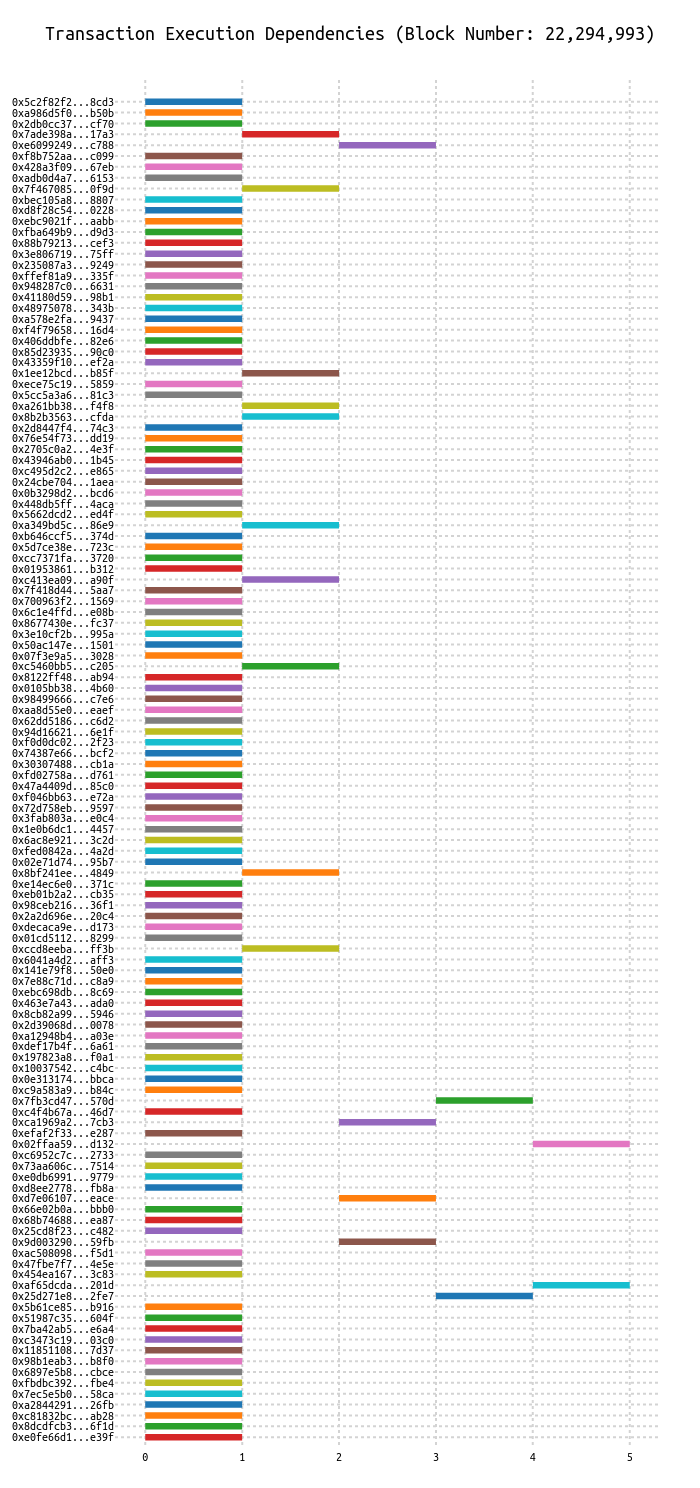 Transaction Execution Dependencies (Block Number: 22,294,993)
0x5c2f82f2...8cd3
0xa986d5f0...b50b
0x2db0cc37...cf70
0x7ade398a...17a3
0xe6099249...c788
0xf8b752aa...c099
0x428a3f09...67eb
0xadb0d4a7...6153
0x7f467085...0f9d
0xbec105a8...8807
0xd8f28c54...0228
0xebc9021f...aabb
0xfba649b9...d9d3
0x88b79213...cef3
0x3e806719...75ff
0x235087a3...9249
0xffef81a9...335f
0x948287c0...6631
0x41180d59...98b1
0x48975078...343b
0xa578e2fa...9437
0xf4f79658...16d4
0x406ddbfe...82e6
0x85d23935...90c0
0x43359f10...ef2a
0x1ee12bcd...b85f
0xece75c19...5859
0x5cc5a3a6...81c3
0xa261bb38...f4f8
0x8b2b3563...cfda
0x2d8447f4...74c3
0x76e54f73...dd19
0x2705c0a2...4e3f
0x43946ab0...1b45
0xc495d2c2...e865
0x24cbe704...1aea
0x0b3298d2...bcd6
0x448db5ff...4aca
0x5662dcd2...ed4f
0xa349bd5c...86e9
0xb646ccf5...374d
0x5d7ce38e...723c
0xcc7371fa...3720
0x01953861...b312
0xc413ea09...a90f
0x7f418d44...5aa7
0x700963f2...1569
0x6c1e4ffd...e08b
0x8677430e...fc37
0x3e10cf2b...995a
0x50ac147e...1501
0x07f3e9a5...3028
0xc5460bb5...c205
0x8122ff48...ab94
0x0105bb38...4b60
0x98499666...c7e6
0xaa8d55e0...eaef
0x62dd5186...c6d2
0x94d16621...6e1f
0xf0d0dc02...2f23
0x74387e66...bcf2
0x30307488...cb1a
0xfd02758a...d761
0x47a4409d...85c0
0xf046bb63...e72a
0x72d758eb...9597
0x3fab803a...e0c4
0x1e0b6dc1...4457
0x6ac8e921...3c2d
0xfed0842a...4a2d
0x02e71d74...95b7
0x8bf241ee...4849
0xe14ec6e0...371c
0xeb01b2a2...cb35
0x98ceb216...36f1
0x2a2d696e...20c4
0xdecaca9e...d173
0x01cd5112...8299
0xccd8eeba...ff3b
0x6041a4d2...aff3
0x141e79f8...50e0
0x7e88c71d...c8a9
0xebc698db...8c69
0x463e7a43...ada0
0x8cb82a99...5946
0x2d39068d...0078
0xa12948b4...a03e
0xdef17b4f...6a61
0x197823a8...f0a1
0x10037542...c4bc
0x0e313174...bbca
0xc9a583a9...b84c
0x7fb3cd47...570d
0xc4f4b67a...46d7
0xca1969a2...7cb3
0xefaf2f33...e287
0x02ffaa59...d132
0xc6952c7c...2733
0x73aa606c...7514
0xe0db6991...9779
0xd8ee2778...fb8a
0xd7e06107...eace
0x66e02b0a...bbb0
0x68b74688...ea87
0x25cd8f23...c482
0x9d003290...59fb
0xac508098...f5d1
0x47fbe7f7...4e5e
0x454ea167...3c83
0xaf65dcda...201d
0x25d271e8...2fe7
0x5b61ce85...b916
0x51987c35...604f
0x7ba42ab5...e6a4
0xc3473c19...03c0
0x11851108...7d37
0x98b1eab3...b8f0
0x6897e5b8...cbce
0xfbdbc392...fbe4
0x7ec5e5b0...58ca
0xa2844291...26fb
0xc81832bc...ab28
0x8dcdfcb3...6f1d
0xe0fe66d1...e39f
0 1 2 3 4 5